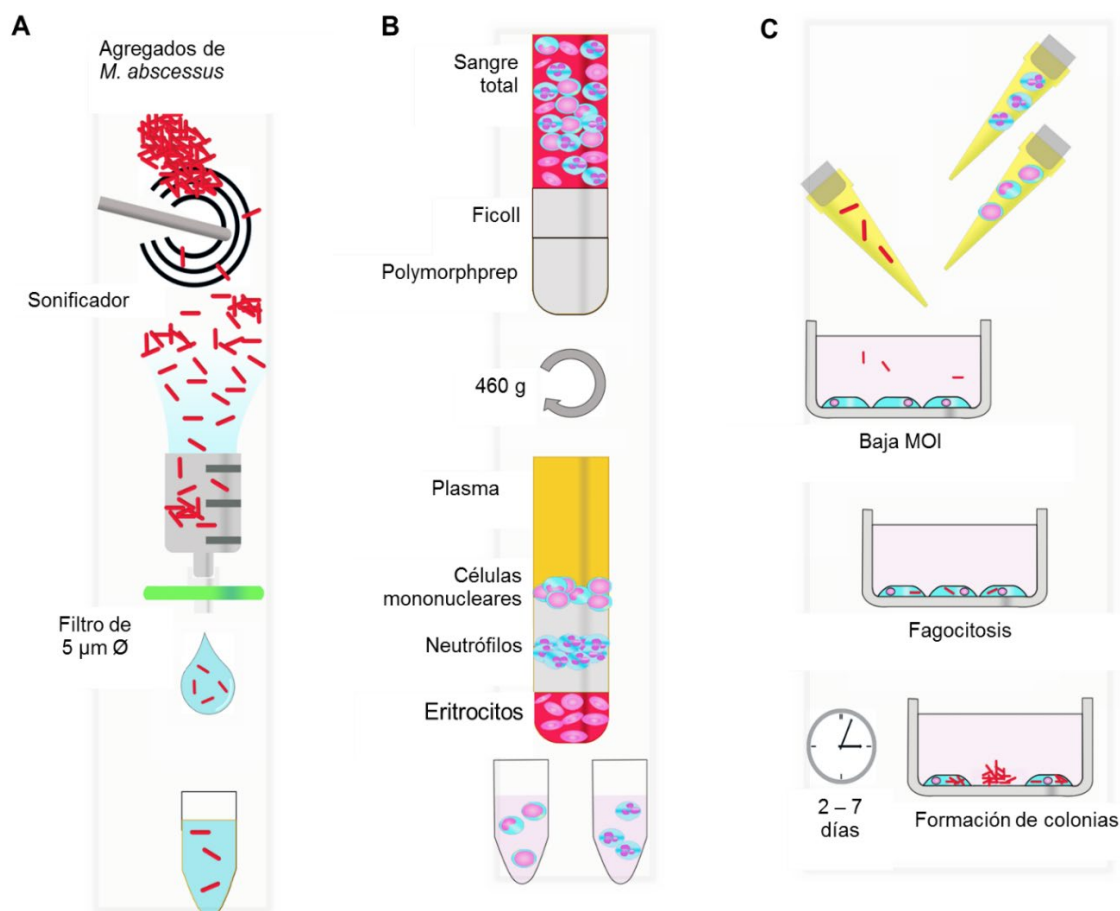 A
Agregados de
M. abscessus
Sonificador
Filtro de
5 µm Ø
B
Sangre
total
Ficoll
Polymorphprep
460 g
Plasma
Células
mononucleares
Neutrófilos
Eritrocitos
C
Baja MOI
Fagocitosis
2 – 7
días
Formación de colonias